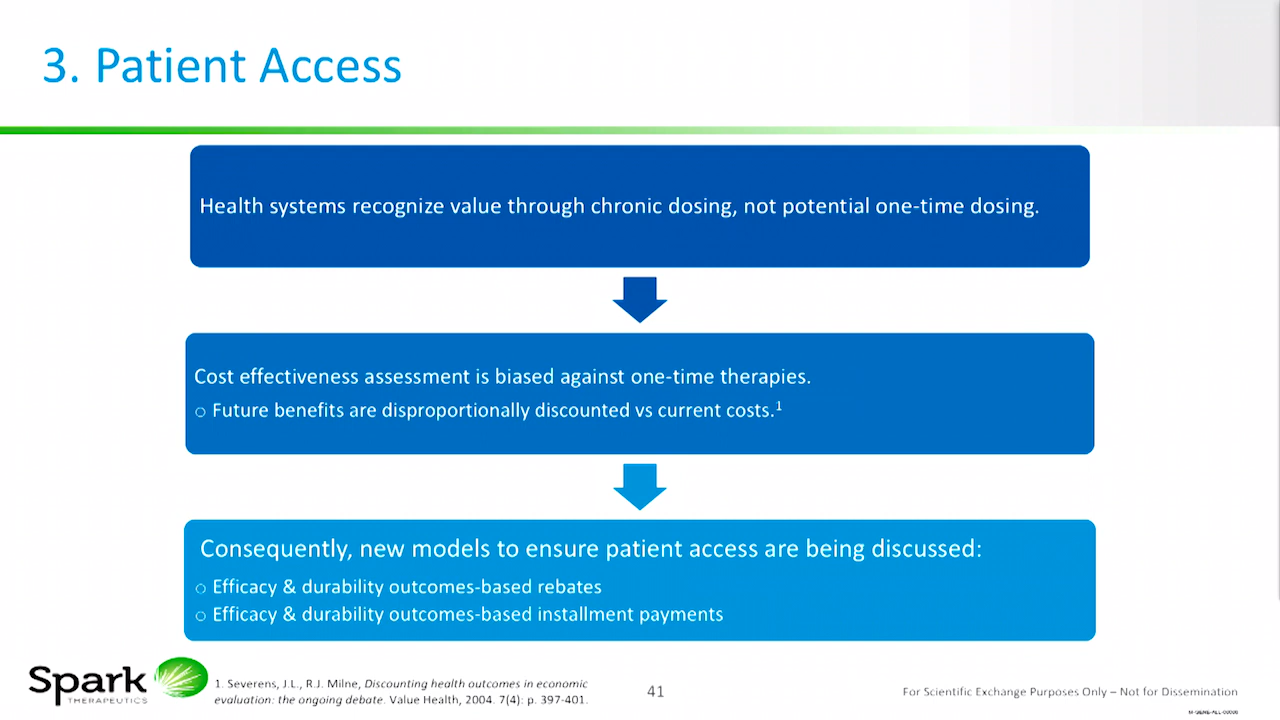 3. Patient Access
Health systems recognize value through chronic dosing, not potential one-time dosing.
Cost effectiveness assessment is biased against one-time therapies.
○ Future benefits are disproportionally discounted vs current costs.¹
Consequently, new models to ensure patient access are being discussed:
○ Efficacy & durability outcomes-based rebates
○ Efficacy & durability outcomes-based installment payments
Spark
THERAPEUTICS
1. Severens, J.L., R.J. Milne, Discounting health outcomes in economic
evaluation: the ongoing debate. Value Health, 2004. 7(4): p. 397-401.
41
For Scientific Exchange Purposes Only – Not for Dissemination